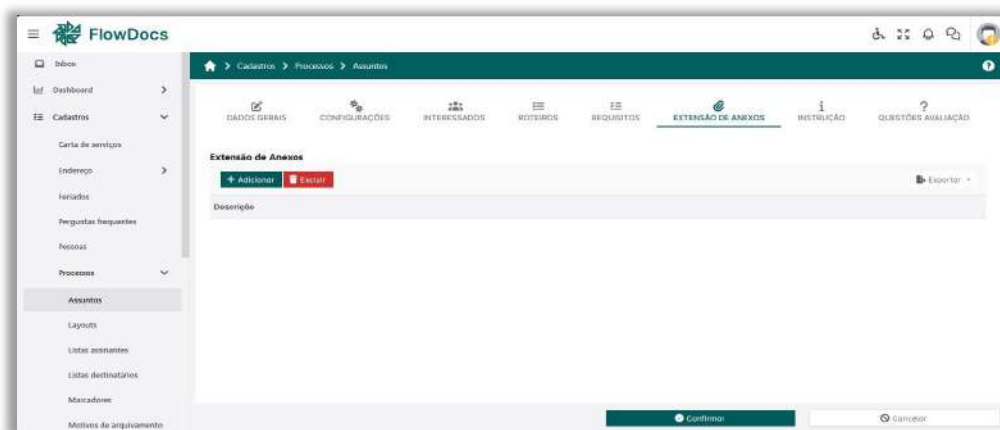 FlowDocs
Inbox
Cadastros > Processos > Assuntos
Dashboard
Cadastros
DADOS GERAIS
CONFIGURAÇÕES
INTERESSADOS
ROTEIROS
REQUISITOS
EXTENSÃO DE ANEXOS
INSTRUÇÃO
QUESTÕES AVALIAÇÃO
Carta de serviços
Endereço
Feriados
Perguntas frequentes
Pessoas
Processos
Assuntos
Layouts
Listas assinantes
Listas destinatários
Marcadores
Motivos de arquivamento
Extensão de Anexos
+ Adicionar
Excluir
Exportar
Descrição
Confirmar
Cancelar